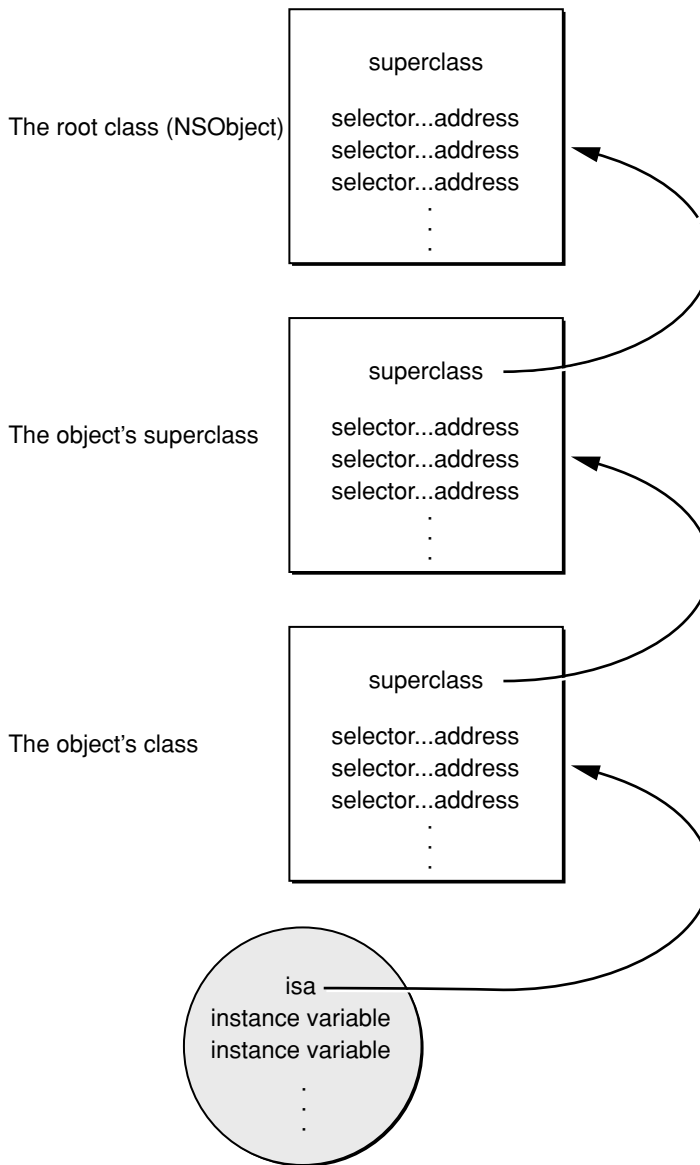 superclass
The root class (NSObject)
selector...address
selector...address
selector...address
.
.
.
superclass
The object's superclass
selector...address
selector...address
selector...address
.
.
.
superclass
The object's class
selector...address
selector...address
selector...address
.
.
.
isa
instance variable
instance variable
.
.
.